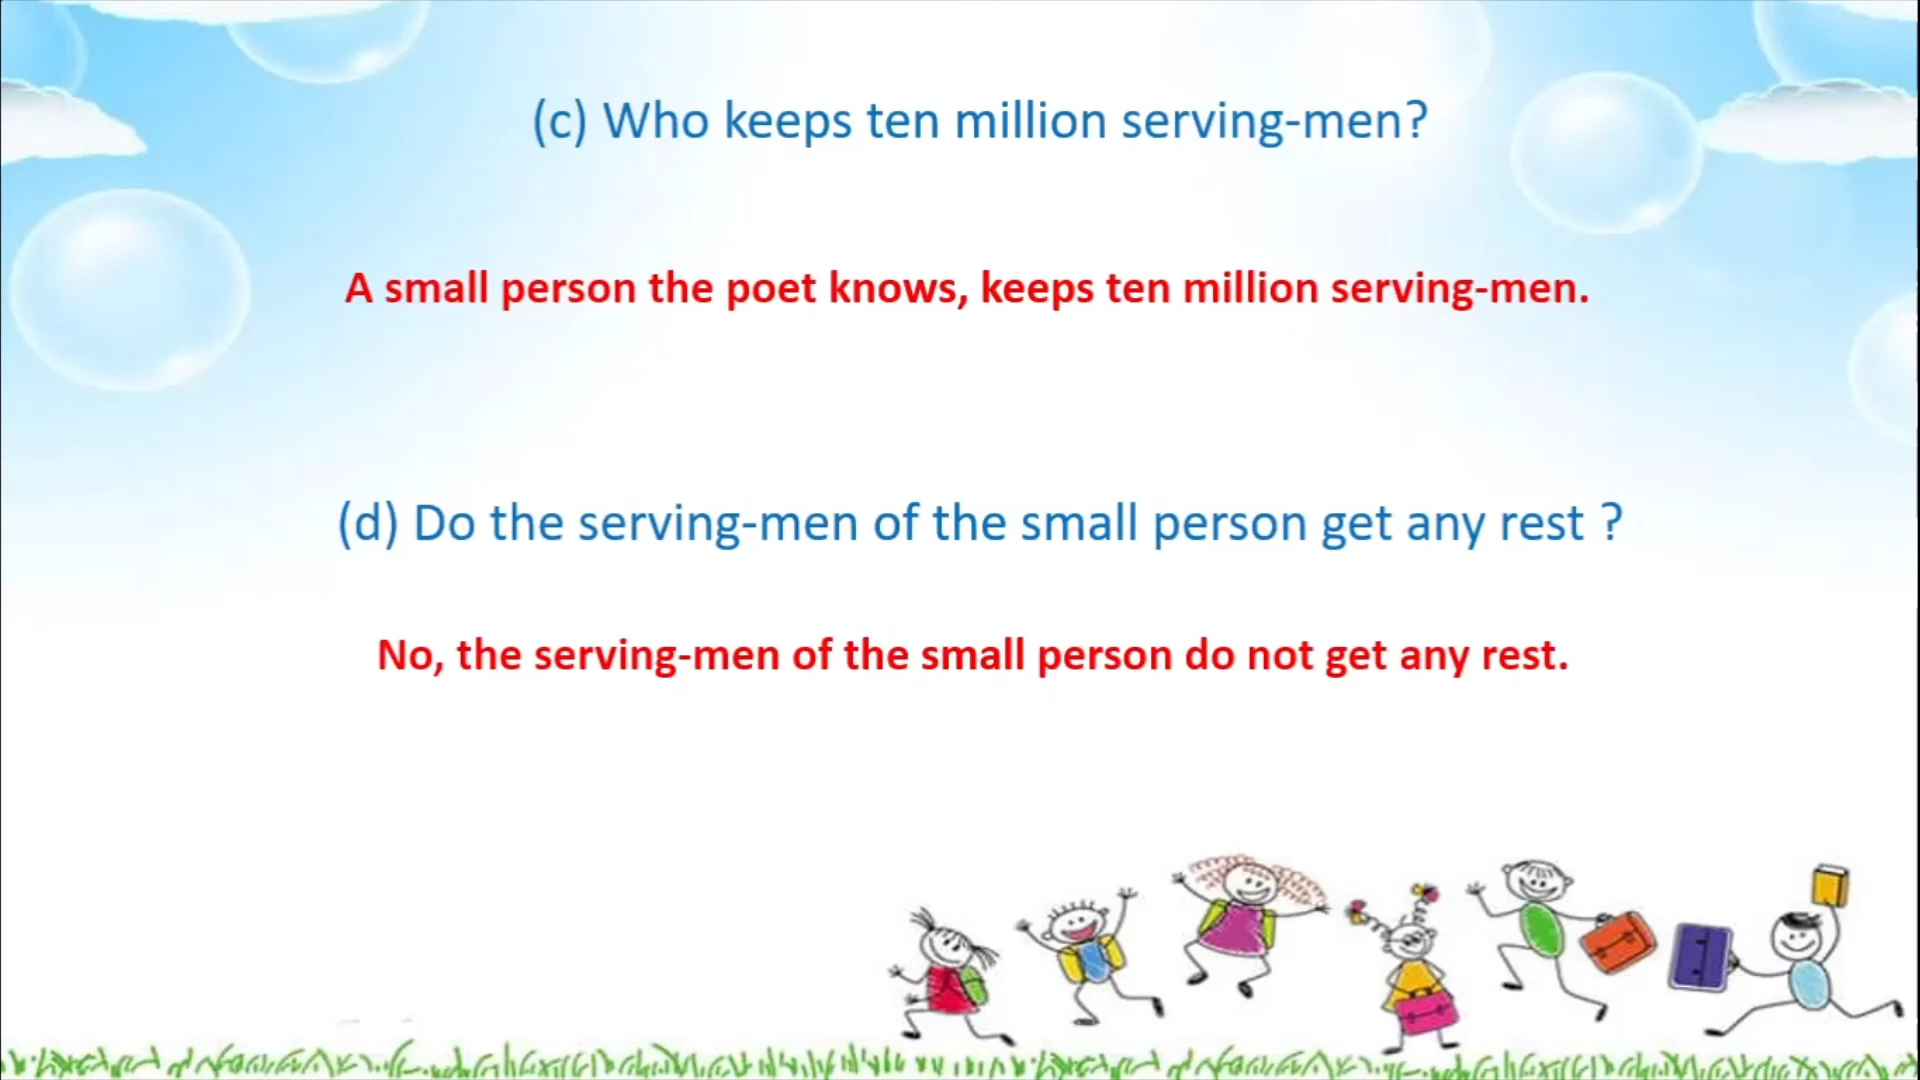 (c) Who keeps ten million serving-men?
A small person the poet knows, keeps ten million serving-men.
(d) Do the serving-men of the small person get any rest ?
No, the serving-men of the small person do not get any rest.